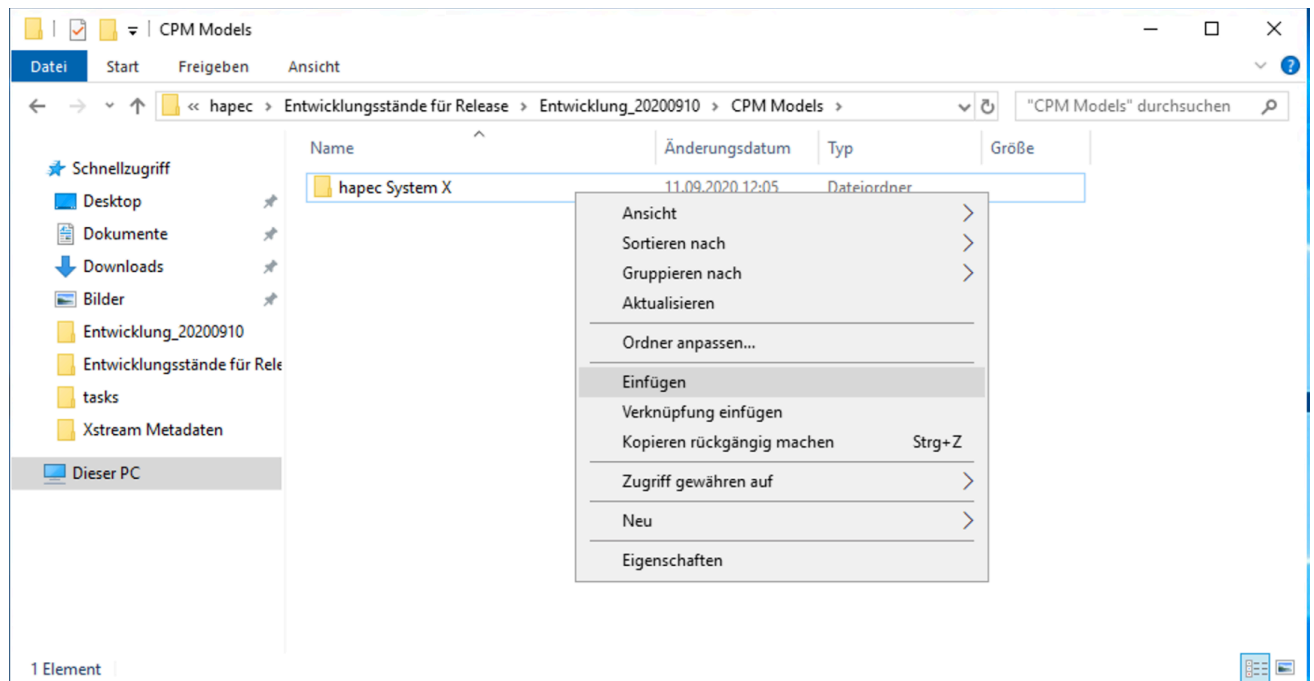 CPM Models
Datei Start Freigeben Ansicht
« hapec > Entwicklungsstände für Release > Entwicklung_20200910 > CPM Models >
"CPM Models" durchsuchen
Name Änderungsdatum Typ Größe
Schnellzugriff
Desktop
Dokumente
Downloads
Bilder
Entwicklung_20200910
Entwicklungsstände für Rele
tasks
Xstream Metadaten
Dieser PC
hapec System X 11.09.2020 12:05 Dateiordner
Ansicht
Sortieren nach
Gruppieren nach
Aktualisieren
Ordner anpassen...
Einfügen
Verknüpfung einfügen
Kopieren rückgängig machen Strg+Z
Zugriff gewähren auf
Neu
Eigenschaften
1 Element